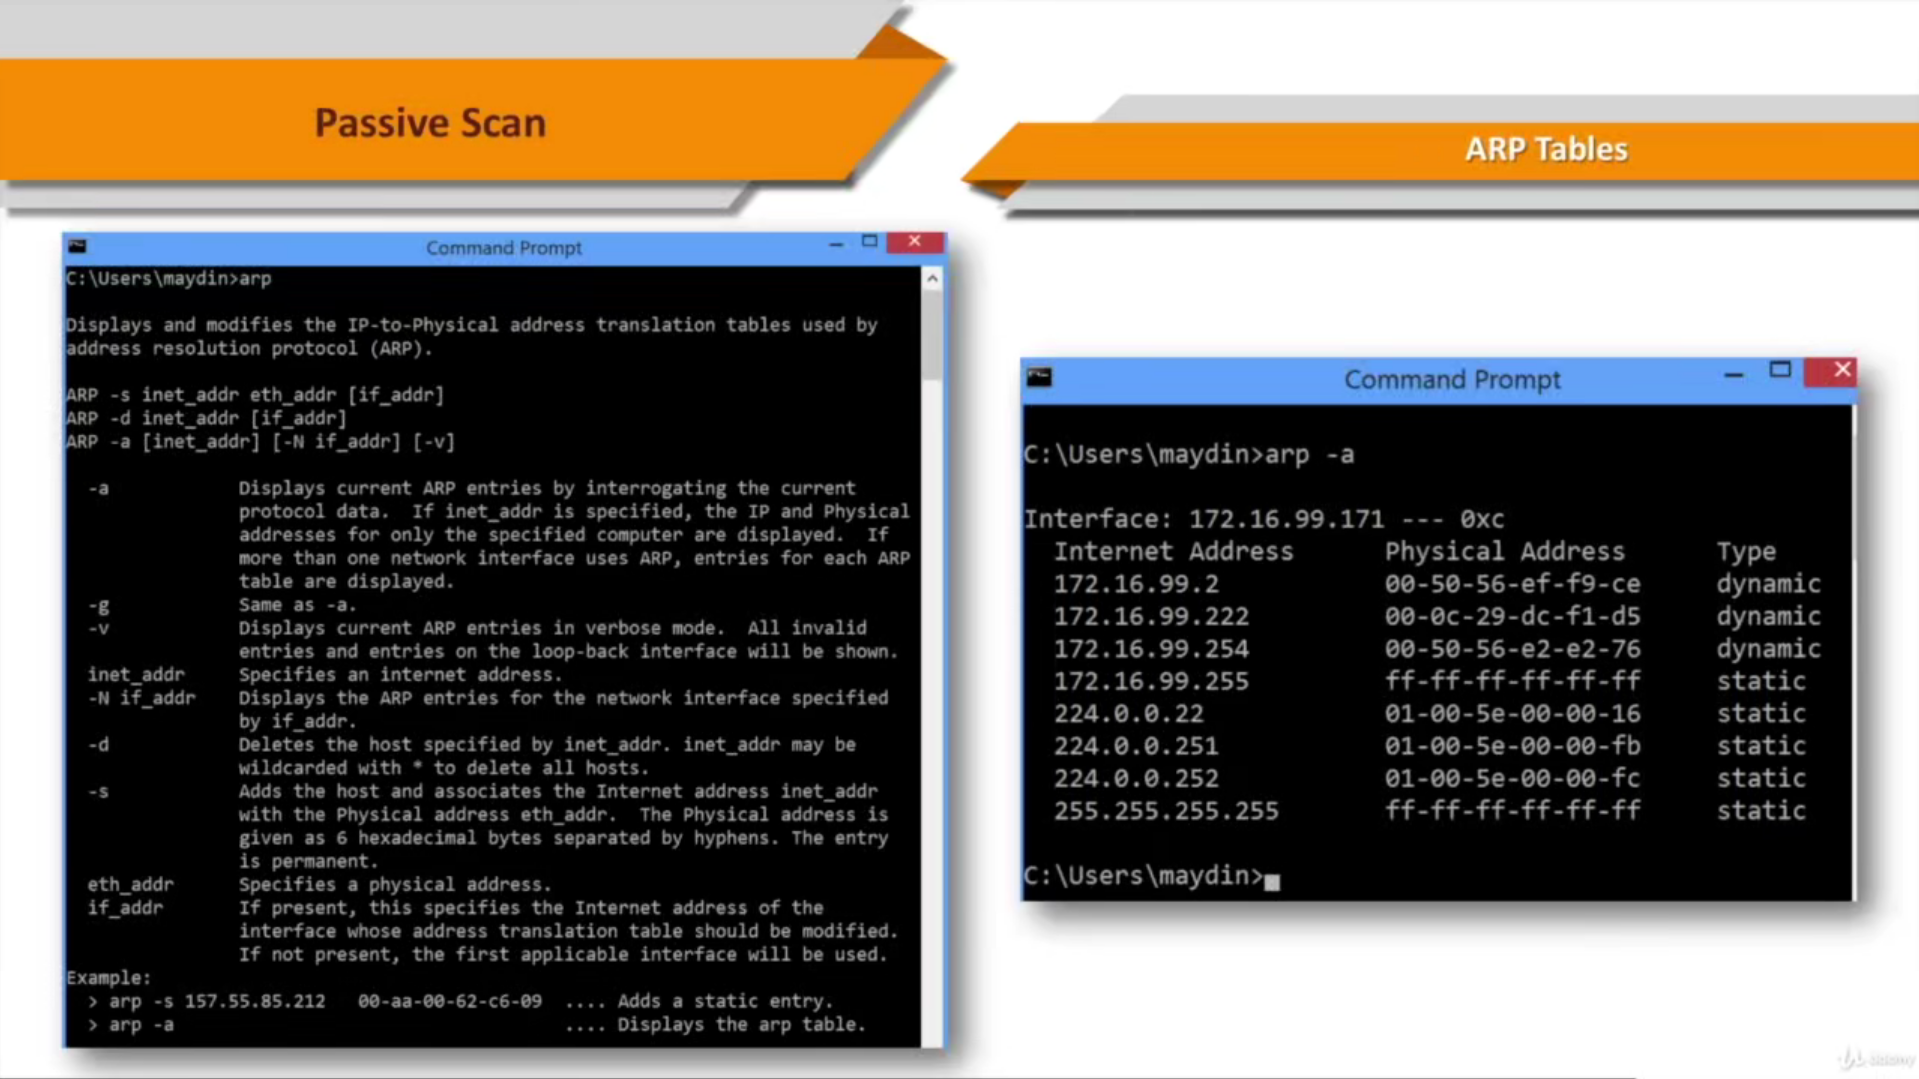 Passive Scan
ARP Tables
Command Prompt
C:\Users\maydin>arp
Displays and modifies the IP-to-Physical address translation tables used by
address resolution protocol (ARP).
ARP -s inet_addr eth_addr [if_addr]
ARP -d inet_addr [if_addr]
ARP -a [inet_addr] [-N if_addr] [-v]
-a Displays current ARP entries by interrogating the current
protocol data. If inet_addr is specified, the IP and Physical
addresses for only the specified computer are displayed. If
more than one network interface uses ARP, entries for each ARP
table are displayed.
-g Same as -a.
-v Displays current ARP entries in verbose mode. All invalid
entries and entries on the loop-back interface will be shown.
inet_addr Specifies an internet address.
-N if_addr Displays the ARP entries for the network interface specified
by if_addr.
-d Deletes the host specified by inet_addr. inet_addr may be
wildcarded with * to delete all hosts.
-s Adds the host and associates the Internet address inet_addr
with the Physical address eth_addr. The Physical address is
given as 6 hexadecimal bytes separated by hyphens. The entry
is permanent.
eth_addr Specifies a physical address.
if_addr If present, this specifies the Internet address of the
interface whose address translation table should be modified.
If not present, the first applicable interface will be used.
Example:
> arp -s 157.55.85.212 00-aa-00-62-c6-09 .... Adds a static entry.
> arp -a .... Displays the arp table.
Command Prompt
C:\Users\maydin>arp -a
Interface: 172.16.99.171 --- 0xc
Internet Address Physical Address Type
172.16.99.2 00-50-56-ef-f9-ce dynamic
172.16.99.222 00-0c-29-dc-f1-d5 dynamic
172.16.99.254 00-50-56-e2-e2-76 dynamic
172.16.99.255 ff-ff-ff-ff-ff-ff static
224.0.0.22 01-00-5e-00-00-16 static
224.0.0.251 01-00-5e-00-00-fb static
224.0.0.252 01-00-5e-00-00-fc static
255.255.255.255 ff-ff-ff-ff-ff-ff static
C:\Users\maydin>
Udemy